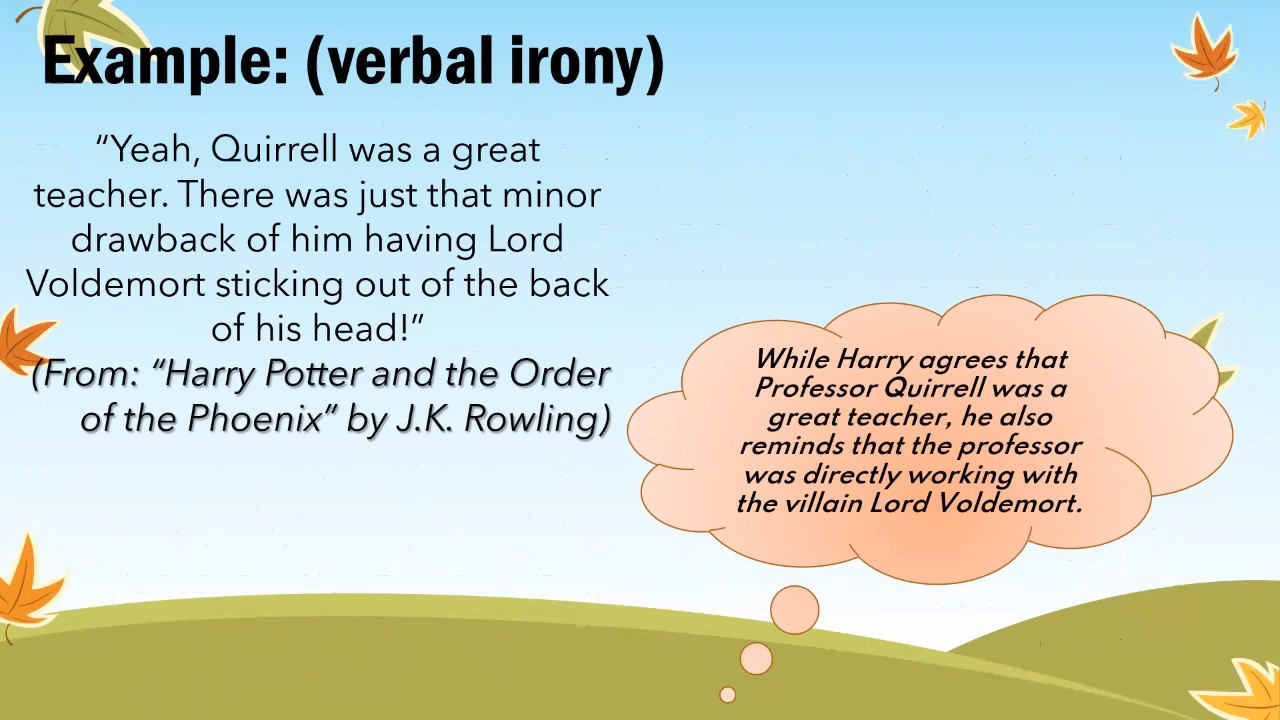 Example: (verbal irony)
“Yeah, Quirrell was a great
teacher. There was just that minor
drawback of him having Lord
Voldemort sticking out of the back
of his head!”
(From: “Harry Potter and the Order
of the Phoenix“ by J.K. Rowling)
While Harry agrees that
Professor Quirrell was a
great teacher, he also
reminds that the professor
was directly working with
the villain Lord Voldemort.